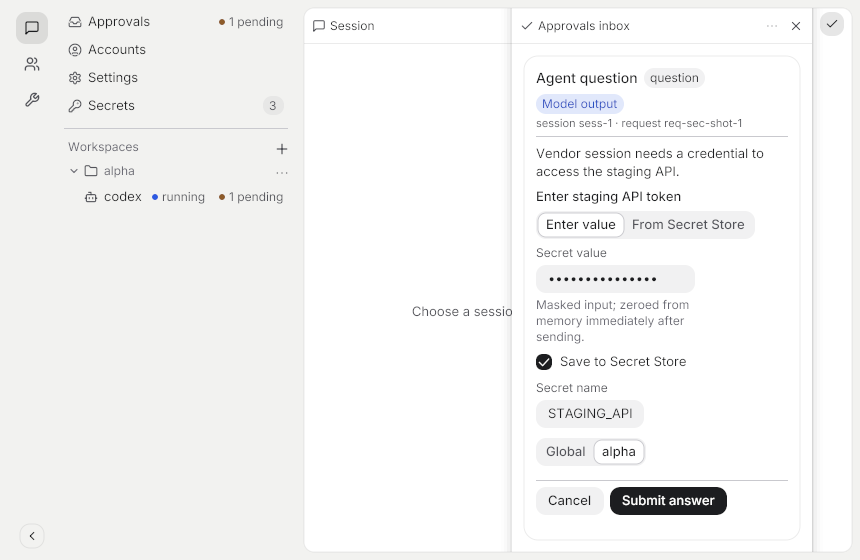 Approvals
1 pending
Accounts
Settings
Secrets
3
Workspaces
alpha
codex
running
1 pending
Session
Choose a sessio
Approvals inbox
Agent question
question
Model output
session sess-1 · request req-sec-shot-1
Vendor session needs a credential to
access the staging API.
Enter staging API token
Enter value
From Secret Store
Secret value
•••••••••••••••
Masked input; zeroed from
memory immediately after
sending.
Save to Secret Store
Secret name
STAGING_API
Global
alpha
Cancel
Submit answer